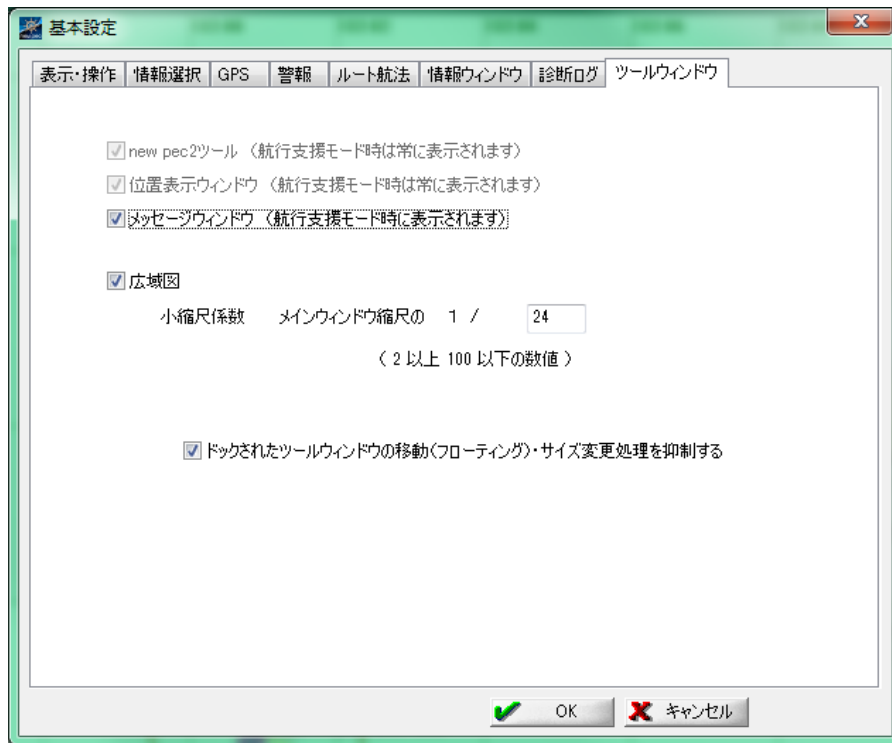 基本設定
表示・操作 情報選択 GPS 警報 ルート航法 情報ウィンドウ 診断ログ ツールウィンドウ
new pec2ツール (航行支援モード時は常に表示されます)
位置表示ウィンドウ (航行支援モード時は常に表示されます)
メッセージウィンドウ (航行支援モード時に表示されます)
広域図
小縮尺係数 メインウィンドウ縮尺の 1 / 24
( 2 以上 100 以下の数値 )
ドックされたツールウィンドウの移動(フローティング)・サイズ変更処理を抑制する
OK キャンセル